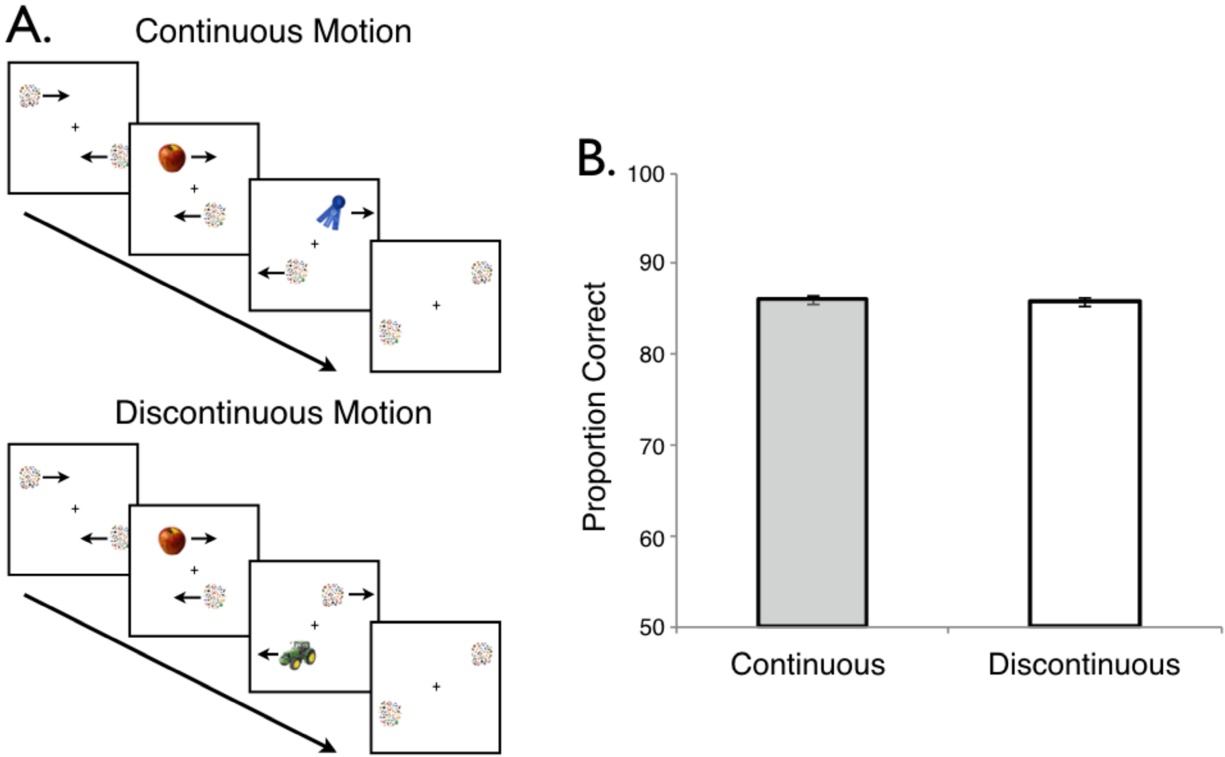 A.
Continuous Motion
Discontinuous Motion
B.
Proportion Correct
100
90
80
70
60
50
Continuous
Discontinuous